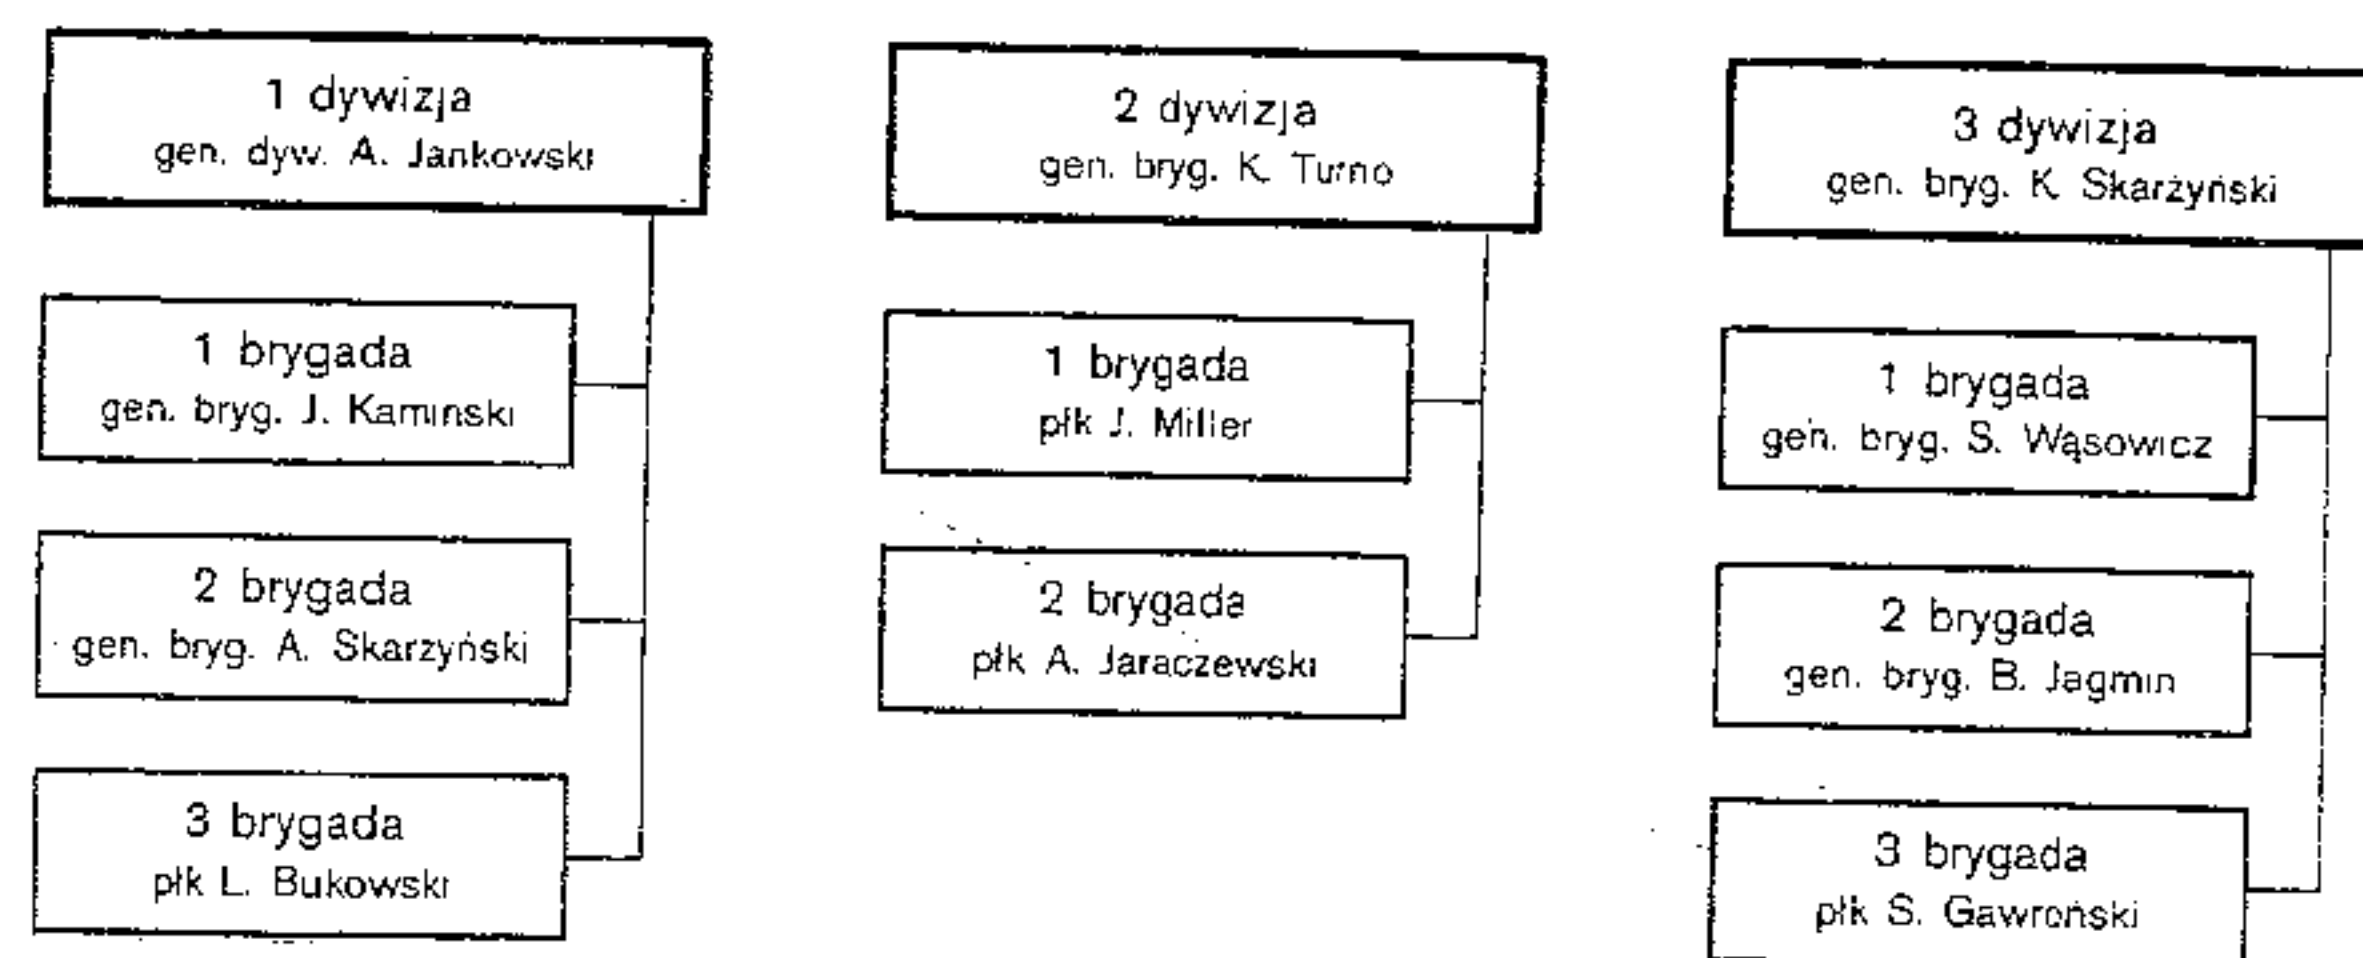 1 dywizja
gen. dyw. A. Jankowski
1 brygada
gen. bryg. J. Kamiński
2 brygada
gen. bryg. A. Skarżyński
3 brygada
płk L. Bukowski
2 dywizja
gen. bryg. K. Turno
1 brygada
płk J. Miller
2 brygada
płk A. Jaraczewski
3 dywizja
gen. bryg. K. Skarżyński
1 brygada
gen. bryg. S. Wąsowicz
2 brygada
gen. bryg. B. Jagmin
3 brygada
płk S. Gawroński